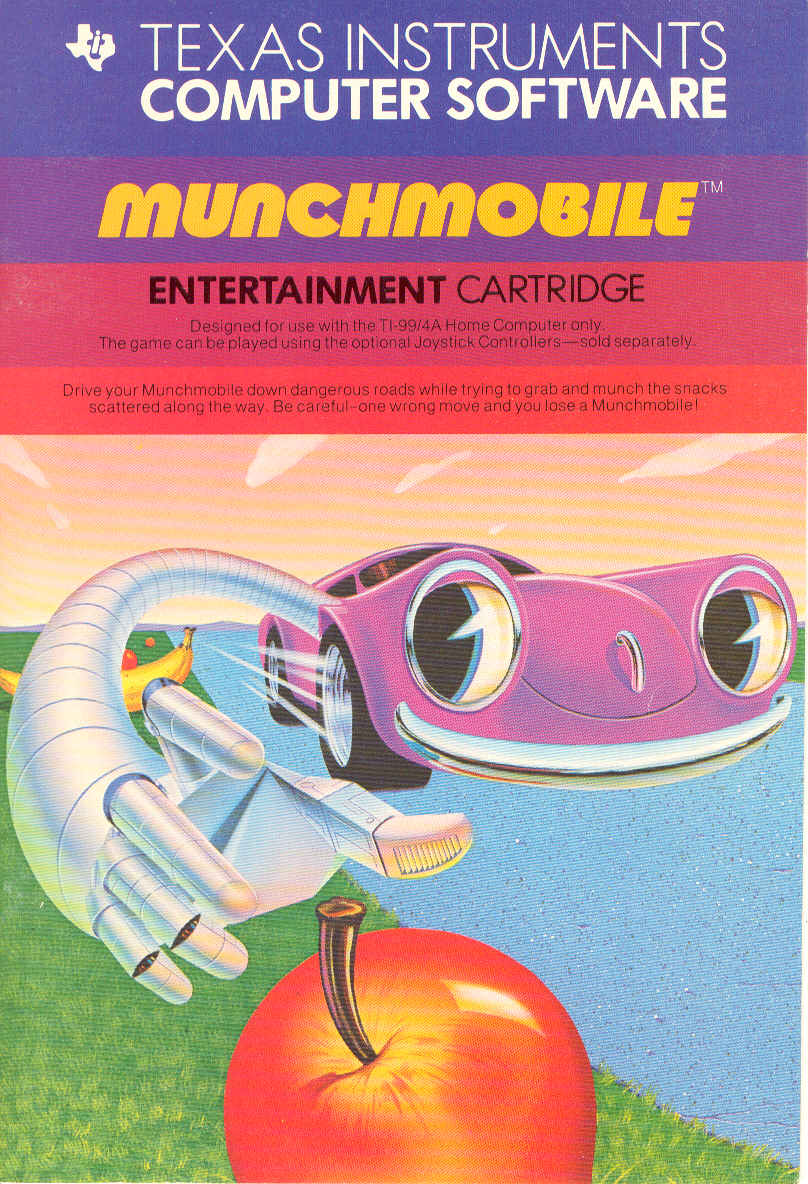 TEXAS INSTRUMENTS
COMPUTER SOFTWARE
MUNCHMOBILE™
ENTERTAINMENT CARTRIDGE
Designed for use with the TI-99/4A Home Computer only.
The game can be played using the optional Joystick Controllers—sold separately.
Drive your Munchmobile down dangerous roads while trying to grab and munch the snacks
scattered along the way. Be careful-one wrong move and you lose a Munchmobile!